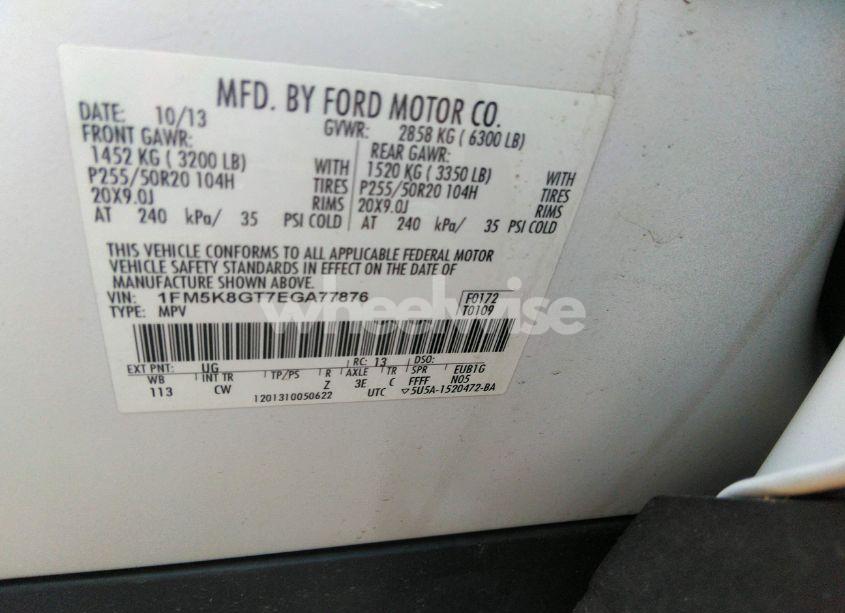 MFD. BY FORD MOTOR CO.
DATE: 10/13 GVWR: 2858 KG ( 6300 LB)
FRONT GAWR: REAR GAWR:
1452 KG ( 3200 LB) WITH 1520 KG ( 3350 LB) WITH
P255/50R20 104H TIRES P255/50R20 104H TIRES
20X9.0J RIMS 20X9.0J RIMS
AT 240 kPa/ 35 PSI COLD AT 240 kPa/ 35 PSI COLD
THIS VEHICLE CONFORMS TO ALL APPLICABLE FEDERAL MOTOR
VEHICLE SAFETY STANDARDS IN EFFECT ON THE DATE OF
MANUFACTURE SHOWN ABOVE.
VIN: 1FM5K8GT7EGA77876 F0172
TYPE: MPV T0109
wheelwise
EXT PNT: UG RC: 13 DSO:
WB INT TR TP/PS R AXLE TR SPR EUB1G
113 CW Z 3E C FFFF N05
1201310050622 UTC ▽5U5A-1520472-BA